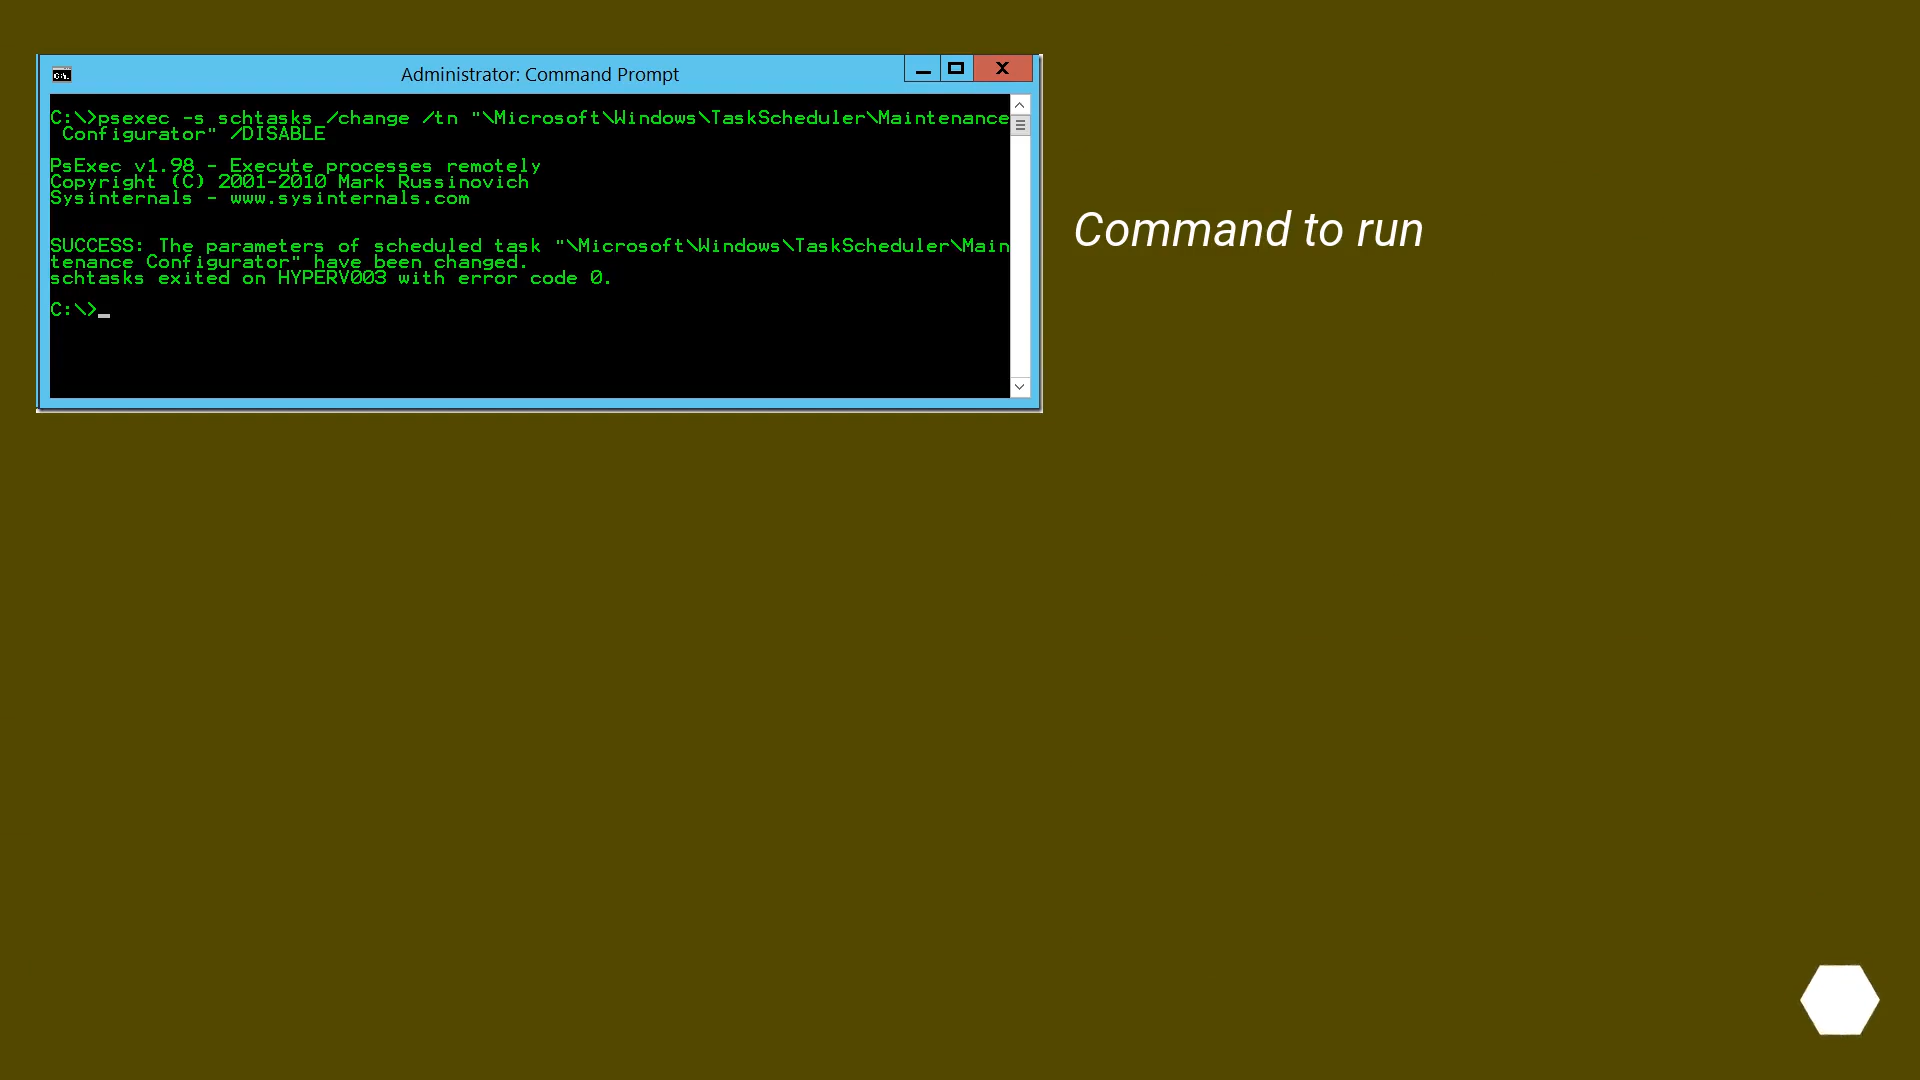 Administrator: Command Prompt
C:\>psexec -s schtasks /change /tn "\Microsoft\Windows\TaskScheduler\Maintenance
Configurator" /DISABLE
PsExec v1.98 - Execute processes remotely
Copyright (C) 2001-2010 Mark Russinovich
Sysinternals - www.sysinternals.com
SUCCESS: The parameters of scheduled task "\Microsoft\Windows\TaskScheduler\Main
tenance Configurator" have been changed.
schtasks exited on HYPERV003 with error code 0.
C:\>
Command to run